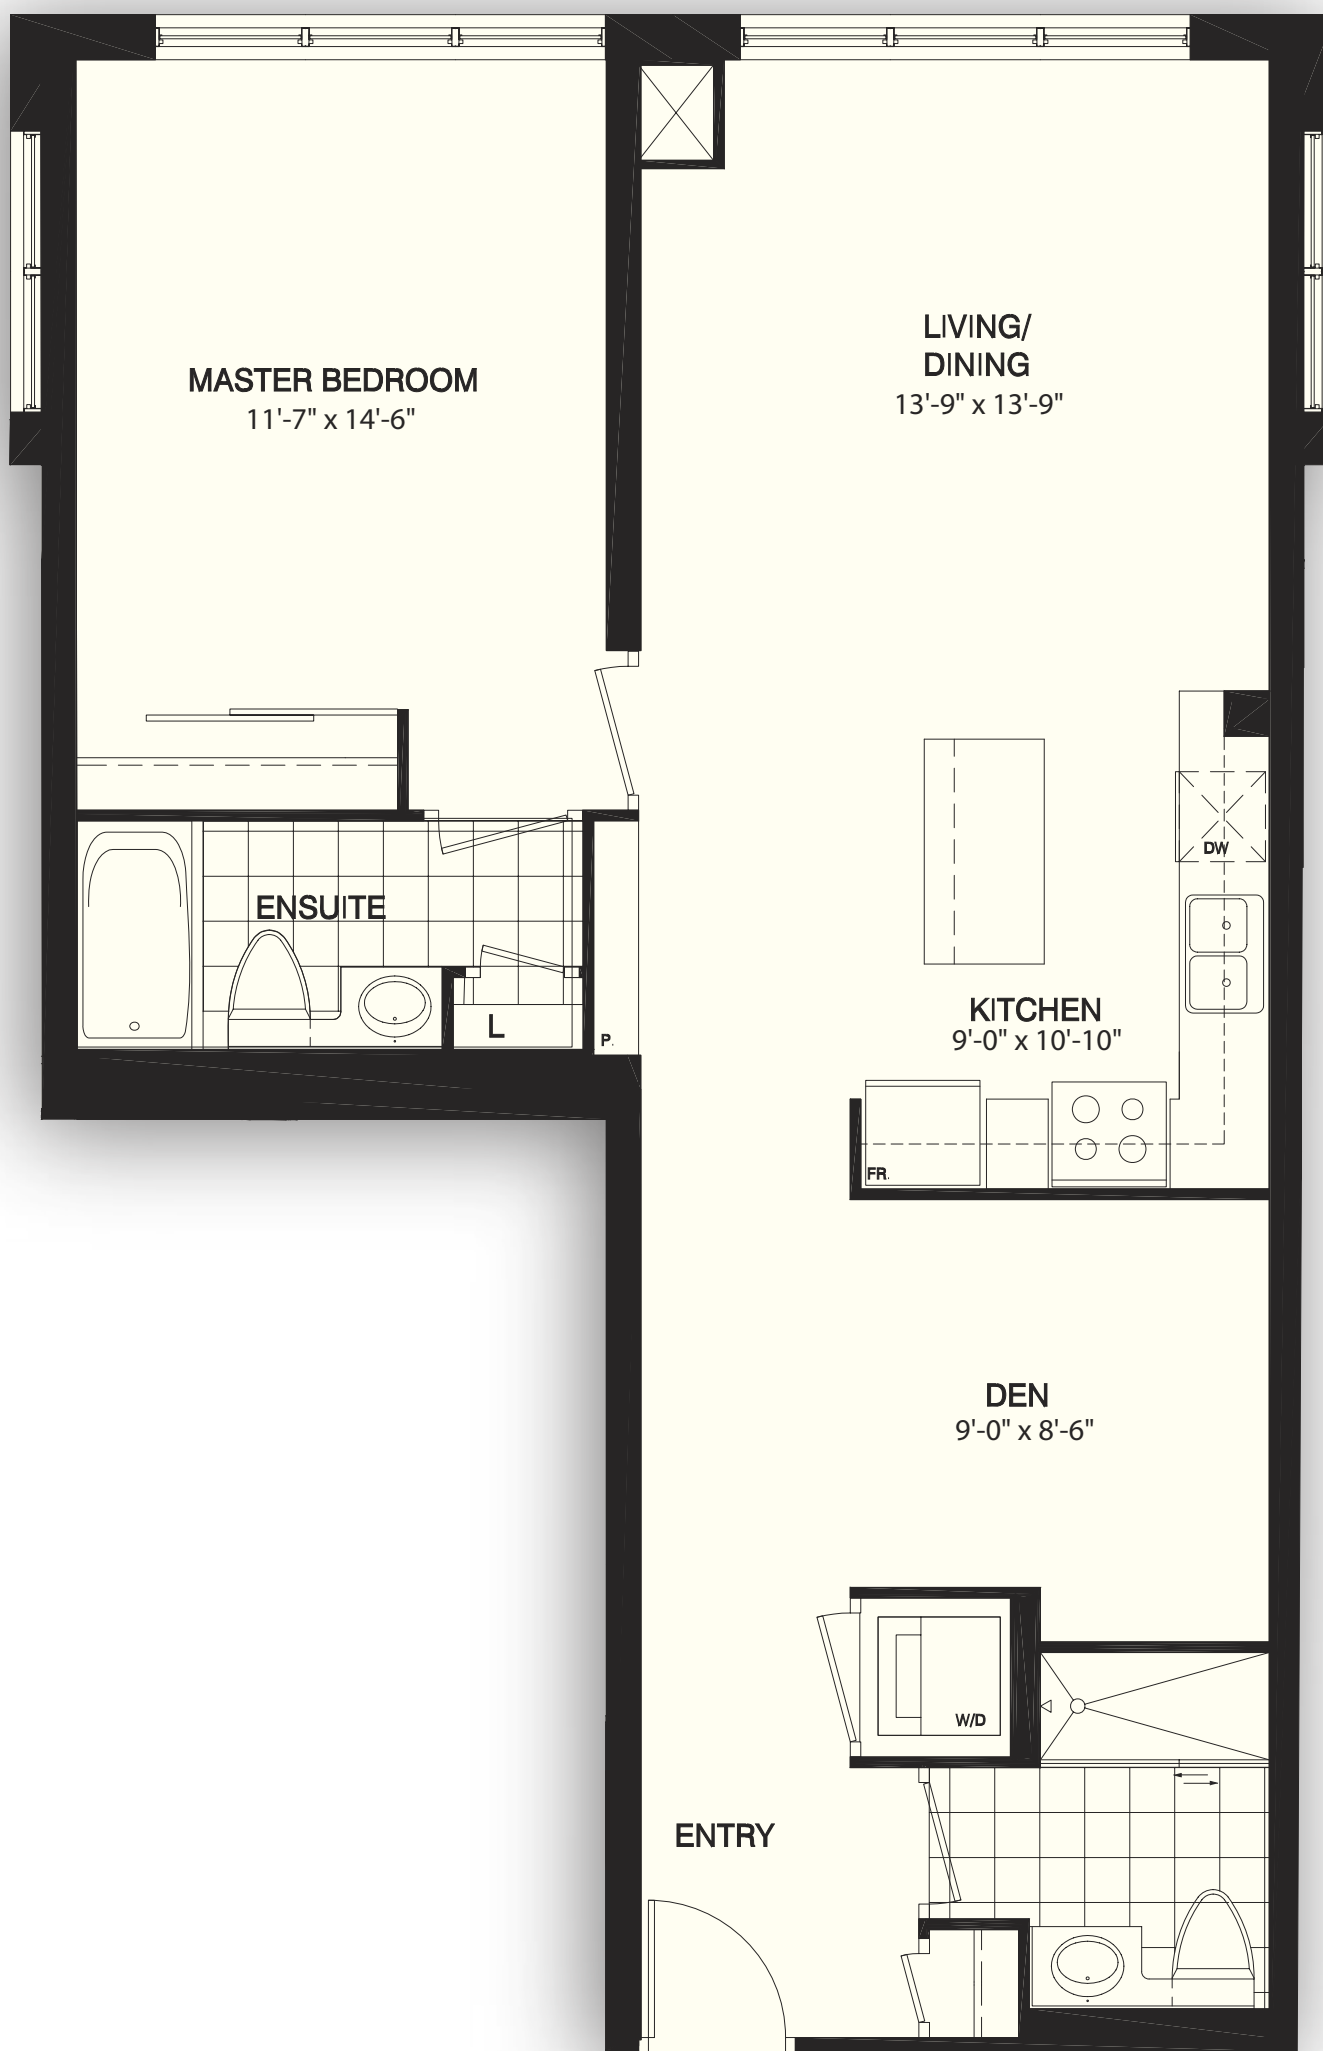 MASTER BEDROOM
11'-7" x 14'-6"
LIVING/
DINING
13'-9" x 13'-9"
DW
ENSUITE
L
P.
KITCHEN
9'-0" x 10'-10"
FR.
DEN
9'-0" x 8'-6"
W/D
ENTRY